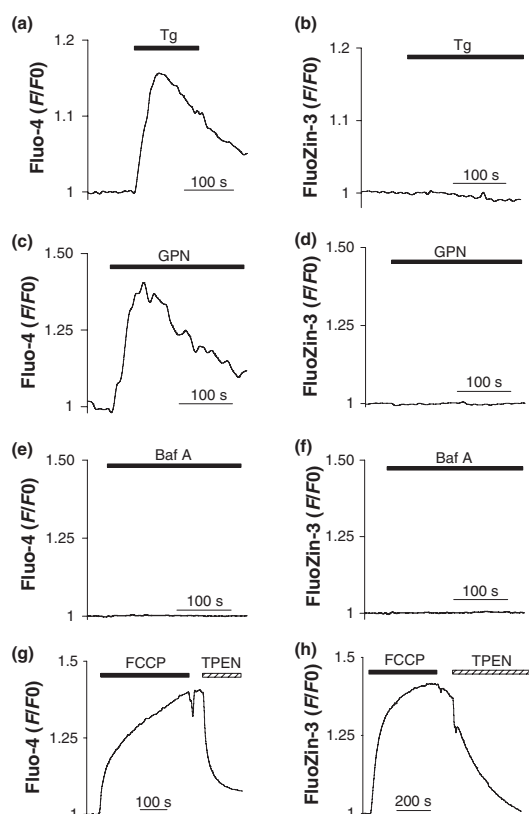 (a)
Fluo-4 (F/F0)
1.2
1.1
1
Tg
100 s
(b)
FluoZin-3 (F/F0)
1.2
1.1
1
Tg
100 s
(c)
Fluo-4 (F/F0)
1.50
1.25
1
GPN
100 s
(d)
FluoZin-3 (F/F0)
1.50
1.25
1
GPN
100 s
(e)
Fluo-4 (F/F0)
1.50
1.25
1
Baf A
100 s
(f)
FluoZin-3 (F/F0)
1.50
1.25
1
Baf A
100 s
(g)
Fluo-4 (F/F0)
1.5
1.25
1
FCCP
TPEN
100 s
(h)
FluoZin-3 (F/F0)
1.5
1.25
1
FCCP
TPEN
200 s